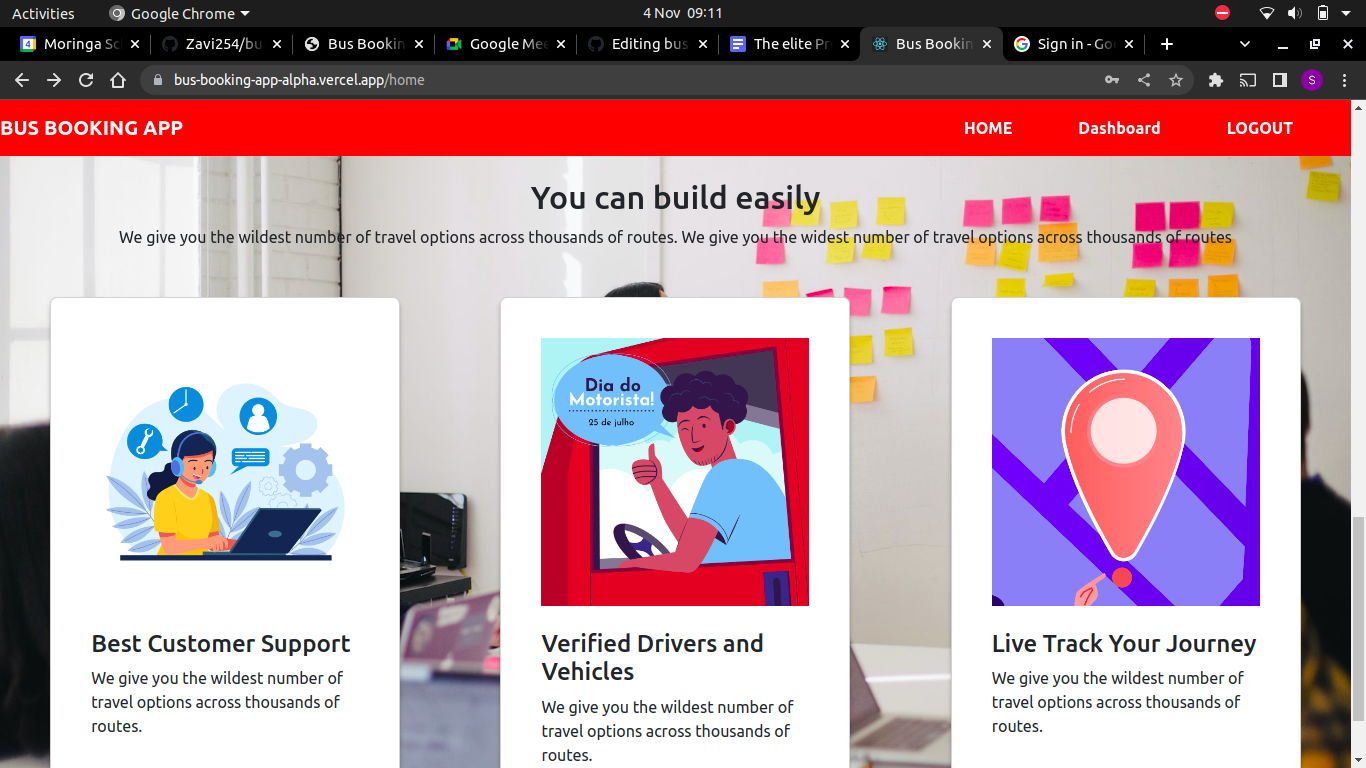 Activities
Google Chrome
4 Nov 09:11
Moringa Sc
Zavi254/bu
Bus Bookin
Google Me
Editing bus
The elite Pr
Bus Bookin
Sign in - Go
bus-booking-app-alpha.vercel.app/home
S
BUS BOOKING APP
HOME
Dashboard
LOGOUT
You can build easily
We give you the wildest number of travel options across thousands of routes. We give you the widest number of travel options across thousands of routes
Dia do
Motorista!
25 de julho
Best Customer Support
We give you the wildest number of
travel options across thousands of
routes.
Verified Drivers and
Vehicles
We give you the wildest number of
travel options across thousands of
routes.
Live Track Your Journey
We give you the wildest number of
travel options across thousands of
routes.